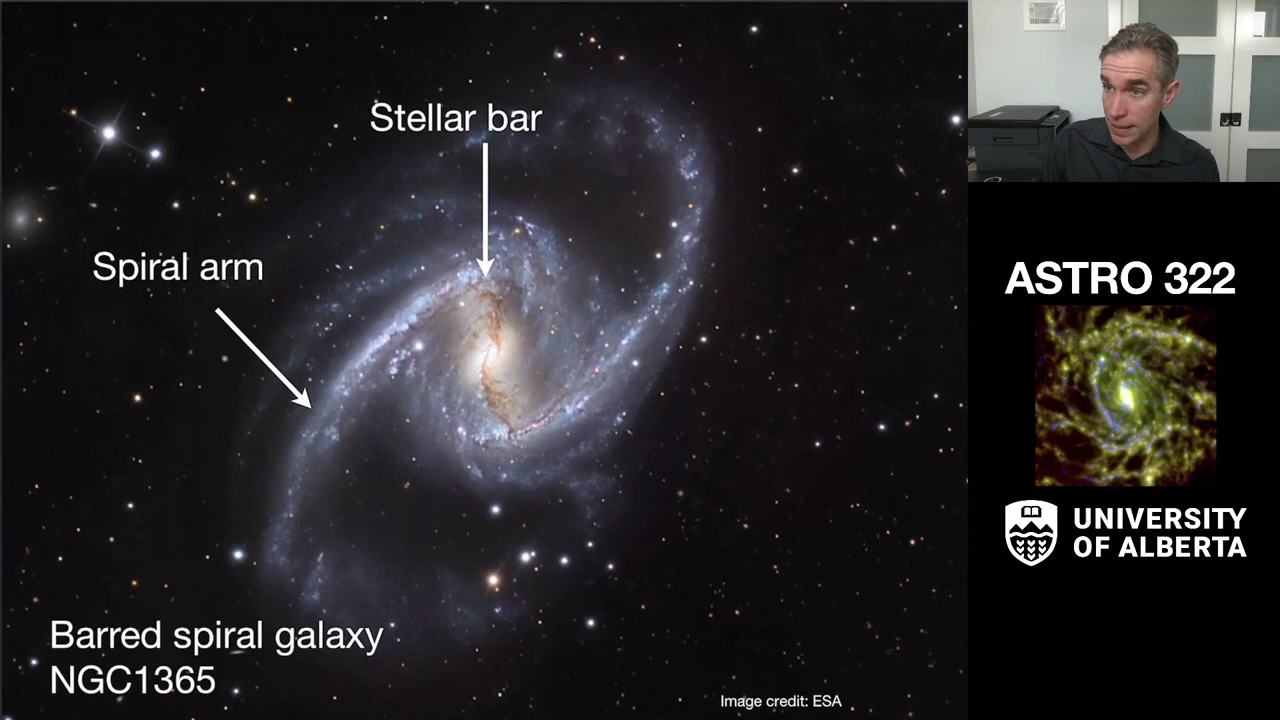 Stellar bar
Spiral arm
Barred spiral galaxy
NGC1365
Image credit: ESA
ASTRO 322
UNIVERSITY
OF ALBERTA